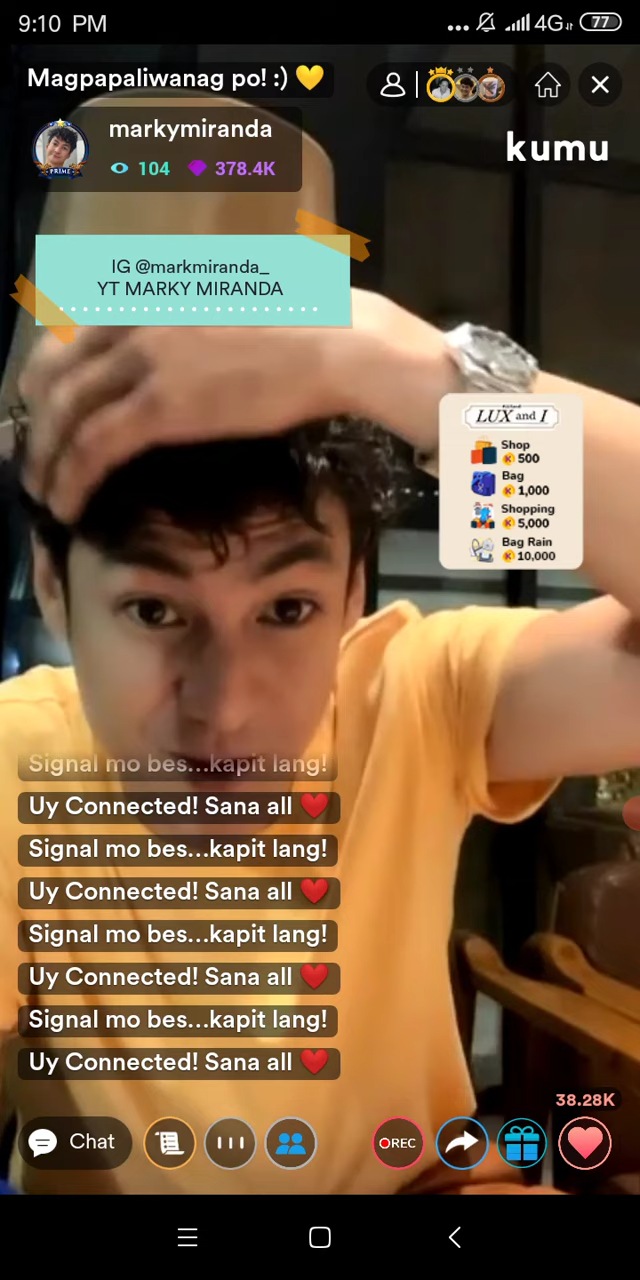 9:10 PM
4G
77
Magpapaliwanag po! :) 💛
markymiranda
PRIME
104
378.4K
kumu
IG @markmiranda_
YT MARKY MIRANDA
LUX and I
Shop
500
Bag
1,000
Shopping
5,000
Bag Rain
10,000
Signal mo bes...kapit lang!
Uy Connected! Sana all ❤️
Signal mo bes...kapit lang!
Uy Connected! Sana all ❤️
Signal mo bes...kapit lang!
Uy Connected! Sana all ❤️
Signal mo bes...kapit lang!
Uy Connected! Sana all ❤️
38.28K
Chat
REC